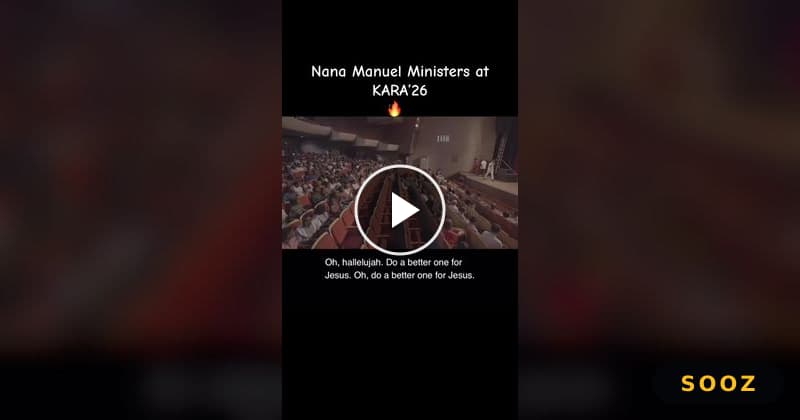 Nana Manuel Ministers at
KARA'26
🔥
Oh, hallelujah. Do a better one for
Jesus. Oh, do a better one for Jesus.
SOOZ